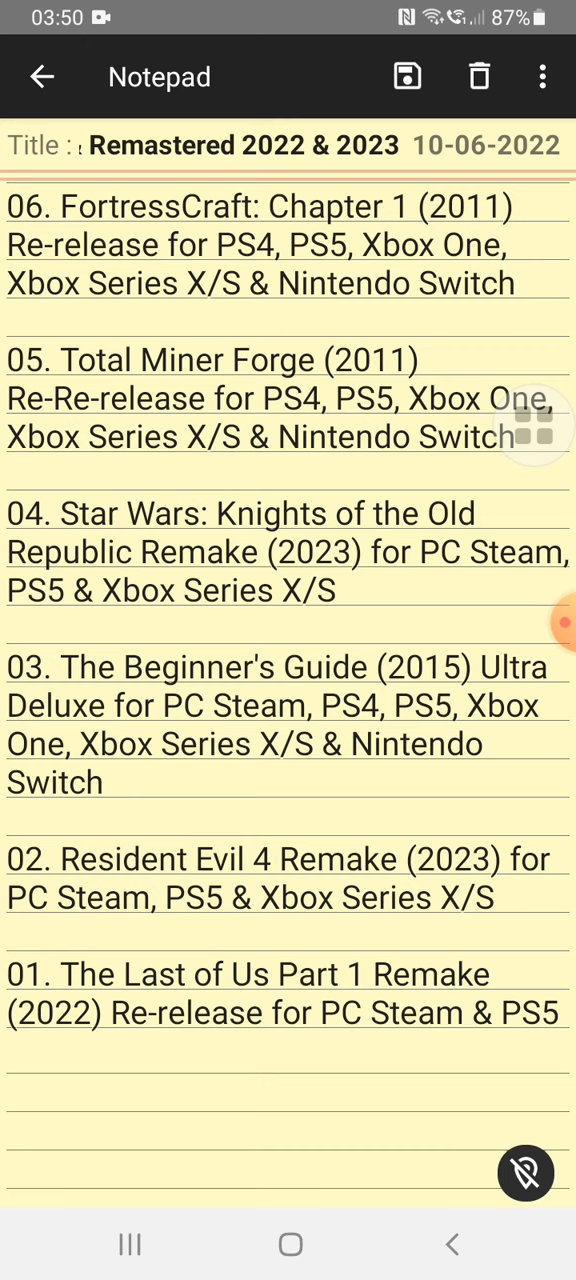 03:50 87%
Notepad
Title : Remastered 2022 & 2023 10-06-2022
06. FortressCraft: Chapter 1 (2011)
Re-release for PS4, PS5, Xbox One,
Xbox Series X/S & Nintendo Switch
05. Total Miner Forge (2011)
Re-Re-release for PS4, PS5, Xbox One,
Xbox Series X/S & Nintendo Switch
04. Star Wars: Knights of the Old
Republic Remake (2023) for PC Steam,
PS5 & Xbox Series X/S
03. The Beginner's Guide (2015) Ultra
Deluxe for PC Steam, PS4, PS5, Xbox
One, Xbox Series X/S & Nintendo
Switch
02. Resident Evil 4 Remake (2023) for
PC Steam, PS5 & Xbox Series X/S
01. The Last of Us Part 1 Remake
(2022) Re-release for PC Steam & PS5